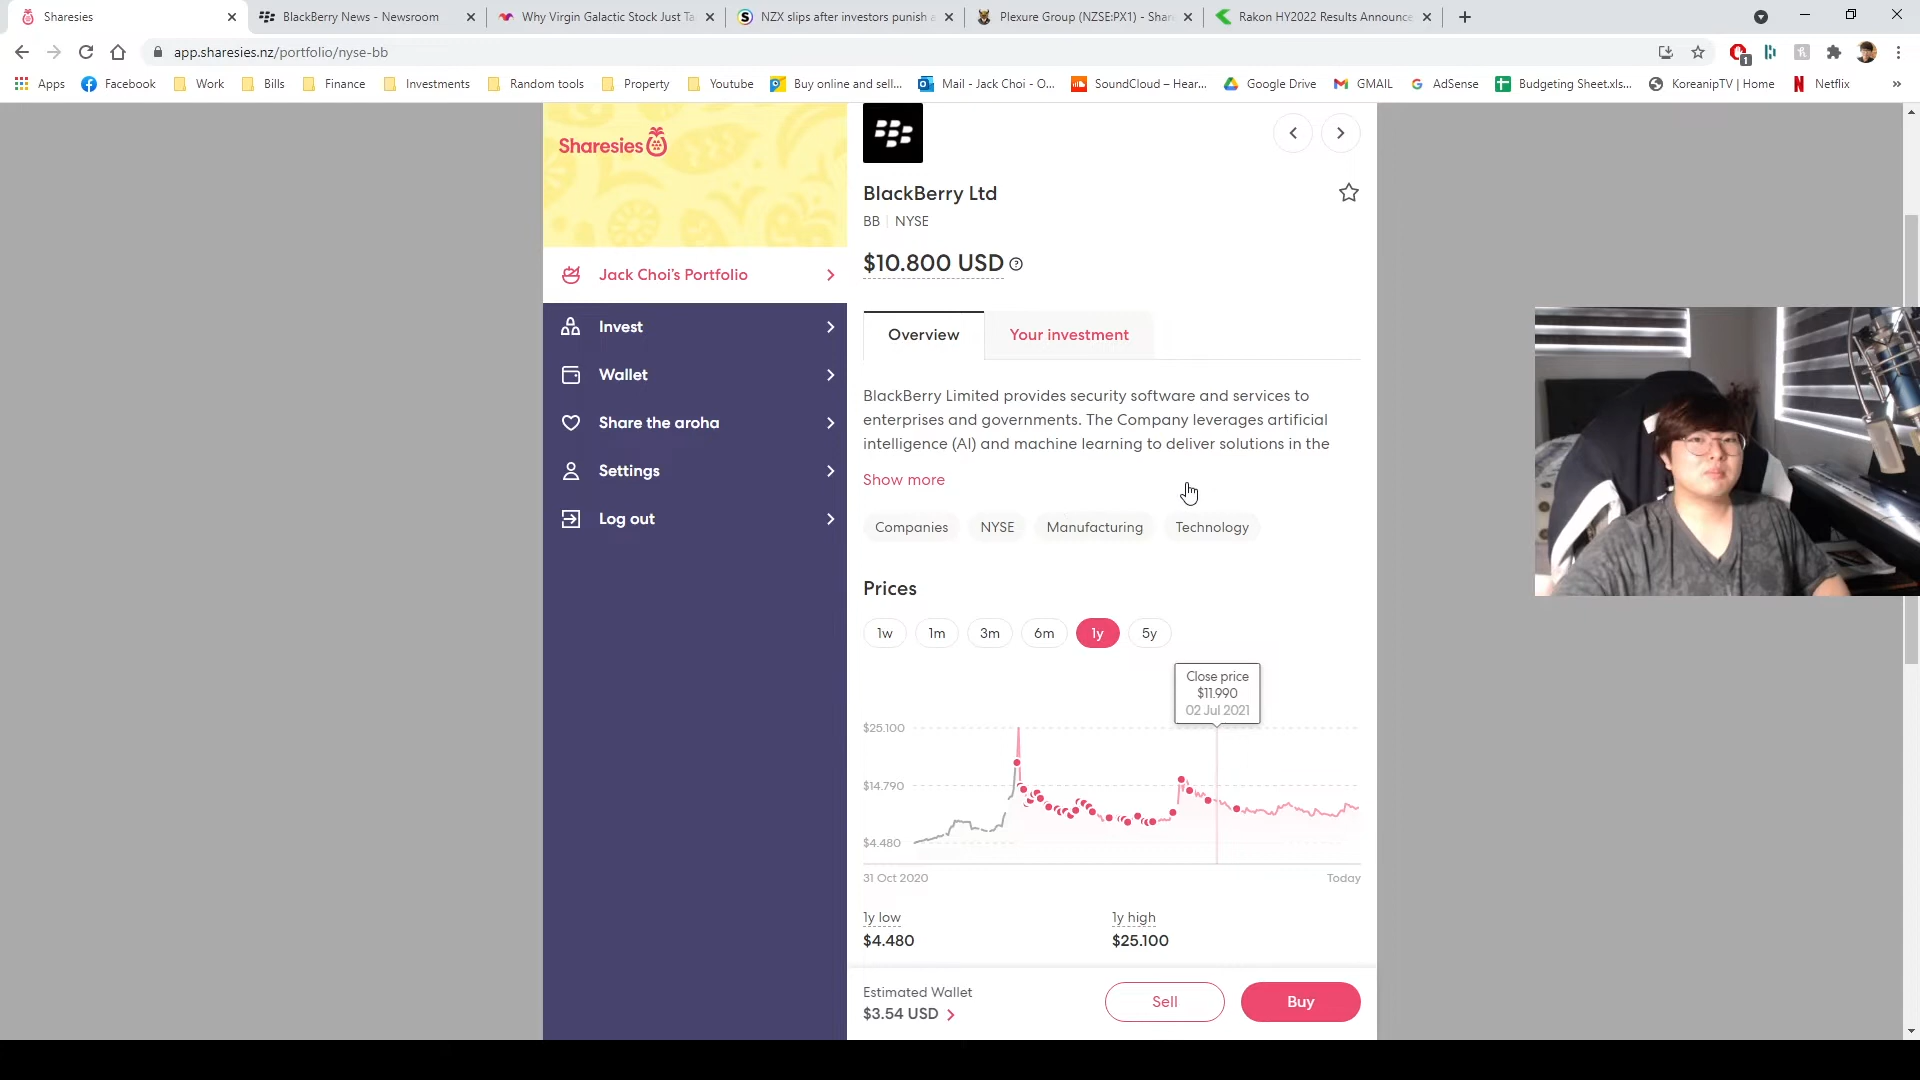 Sharesies
BlackBerry News - Newsroom
Why Virgin Galactic Stock Just Ta
NZX slips after investors punish a
Plexure Group (NZSE:PX1) - Shar
Rakon HY2022 Results Announce
app.sharesies.nz/portfolio/nyse-bb
Apps
Facebook
Work
Bills
Finance
Investments
Random tools
Property
Youtube
Buy online and sell...
Mail - Jack Choi - O...
SoundCloud – Hear...
Google Drive
GMAIL
AdSense
Budgeting Sheet.xls...
KoreanipTV | Home
Netflix
»
Sharesies
Jack Choi's Portfolio
Invest
Wallet
Share the aroha
Settings
Log out
BlackBerry Ltd
BB NYSE
$10.800 USD
Overview
Your investment
BlackBerry Limited provides security software and services to
enterprises and governments. The Company leverages artificial
intelligence (AI) and machine learning to deliver solutions in the
Show more
Companies
NYSE
Manufacturing
Technology
Prices
1w
1m
3m
6m
1y
5y
Close price
$11.990
02 Jul 2021
$25.100
$14.790
$4.480
31 Oct 2020
Today
1y low
$4.480
1y high
$25.100
Estimated Wallet
$3.54 USD
Sell
Buy